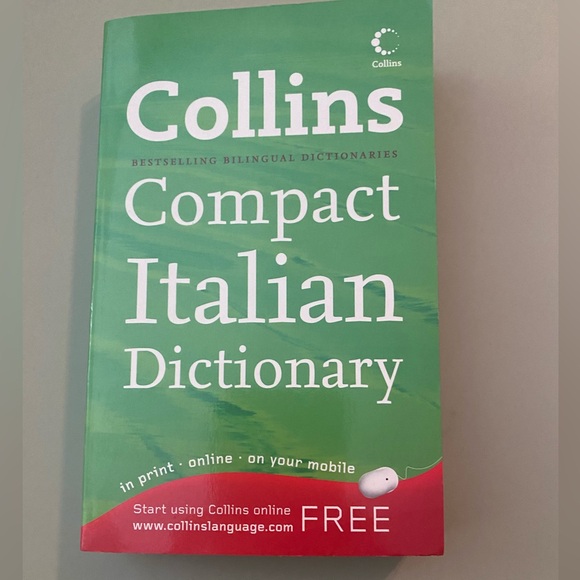 Collins
Collins
BESTSELLING BILINGUAL DICTIONARIES
Compact
Italian
Dictionary
in print · online · on your mobile
Start using Collins online
www.collinslanguage.com FREE